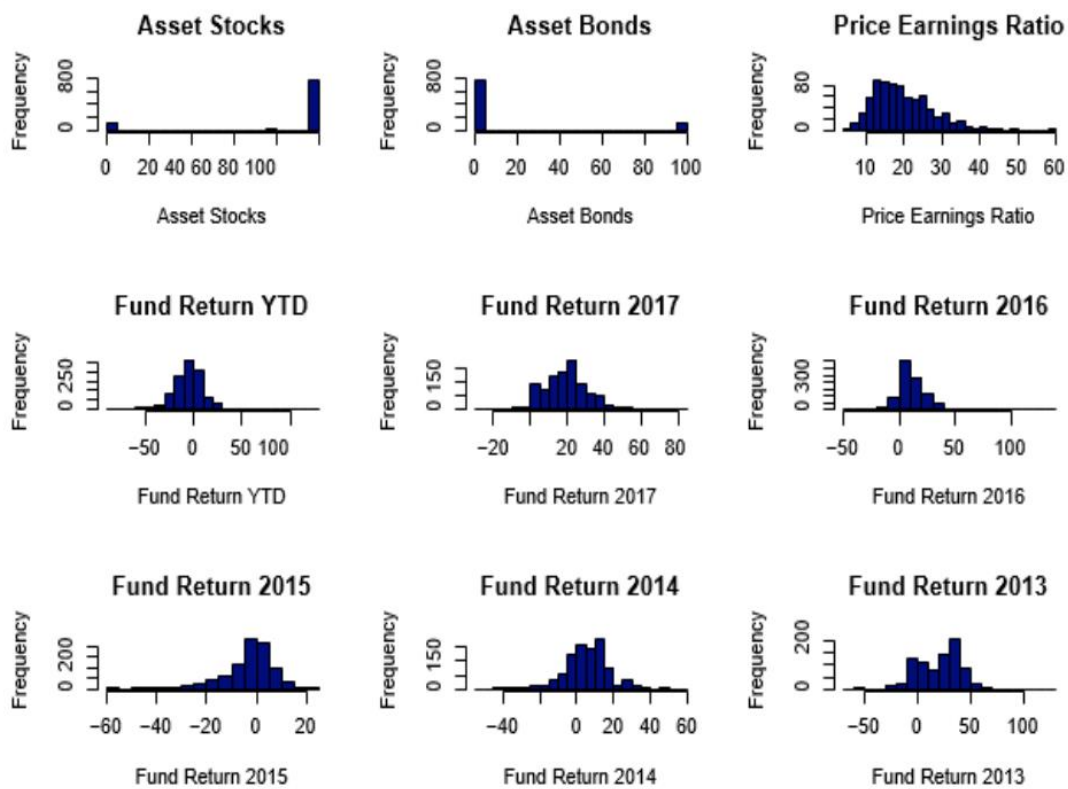 Asset Stocks
Frequency
0 800
0 20 40 60 80 100
Asset Stocks
Asset Bonds
Frequency
0 800
0 20 40 60 80 100
Asset Bonds
Price Earnings Ratio
Frequency
0 80
10 20 30 40 50 60
Price Earnings Ratio
Fund Return YTD
Frequency
0 250
−50 0 50 100
Fund Return YTD
Fund Return 2017
Frequency
0 150
−20 20 40 60 80
Fund Return 2017
Fund Return 2016
Frequency
0 300
−50 0 50 100
Fund Return 2016
Fund Return 2015
Frequency
0 200
−60 −40 −20 0 20
Fund Return 2015
Fund Return 2014
Frequency
0 150
−40 0 20 40 60
Fund Return 2014
Fund Return 2013
Frequency
0 200
−50 0 50 100
Fund Return 2013